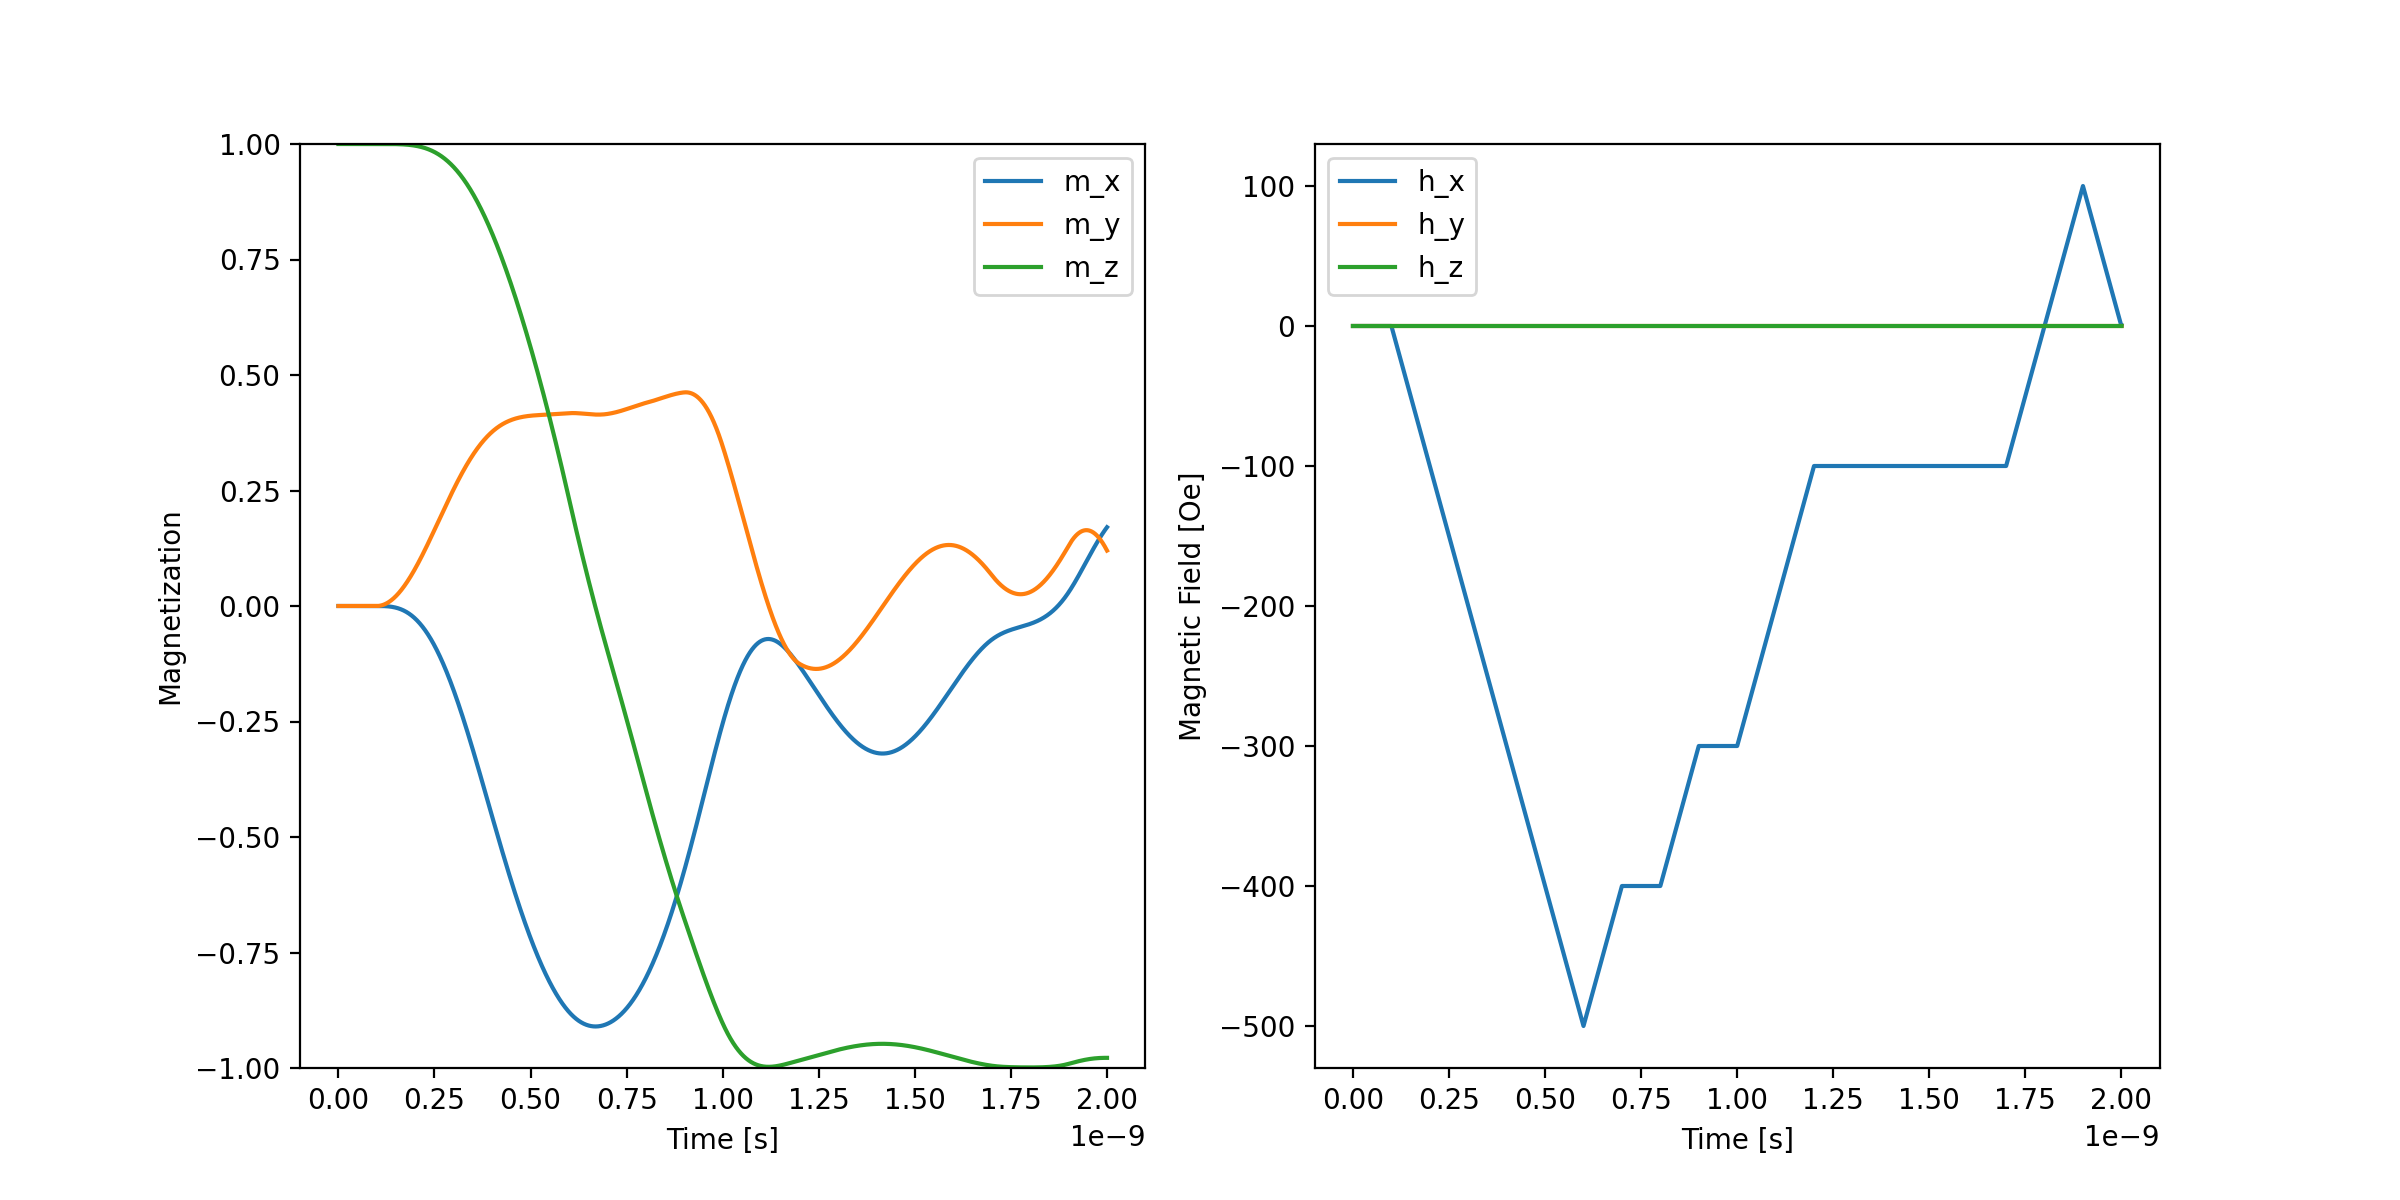 1.00
0.75
0.50
0.25
0.00
−0.25
−0.50
−0.75
−1.00
Magnetization
m_x
m_y
m_z
0.00 0.25 0.50 0.75 1.00 1.25 1.50 1.75 2.00
Time [s]
1e−9
100
0
−100
−200
−300
−400
−500
Magnetic Field [Oe]
h_x
h_y
h_z
0.00 0.25 0.50 0.75 1.00 1.25 1.50 1.75 2.00
Time [s]
1e−9